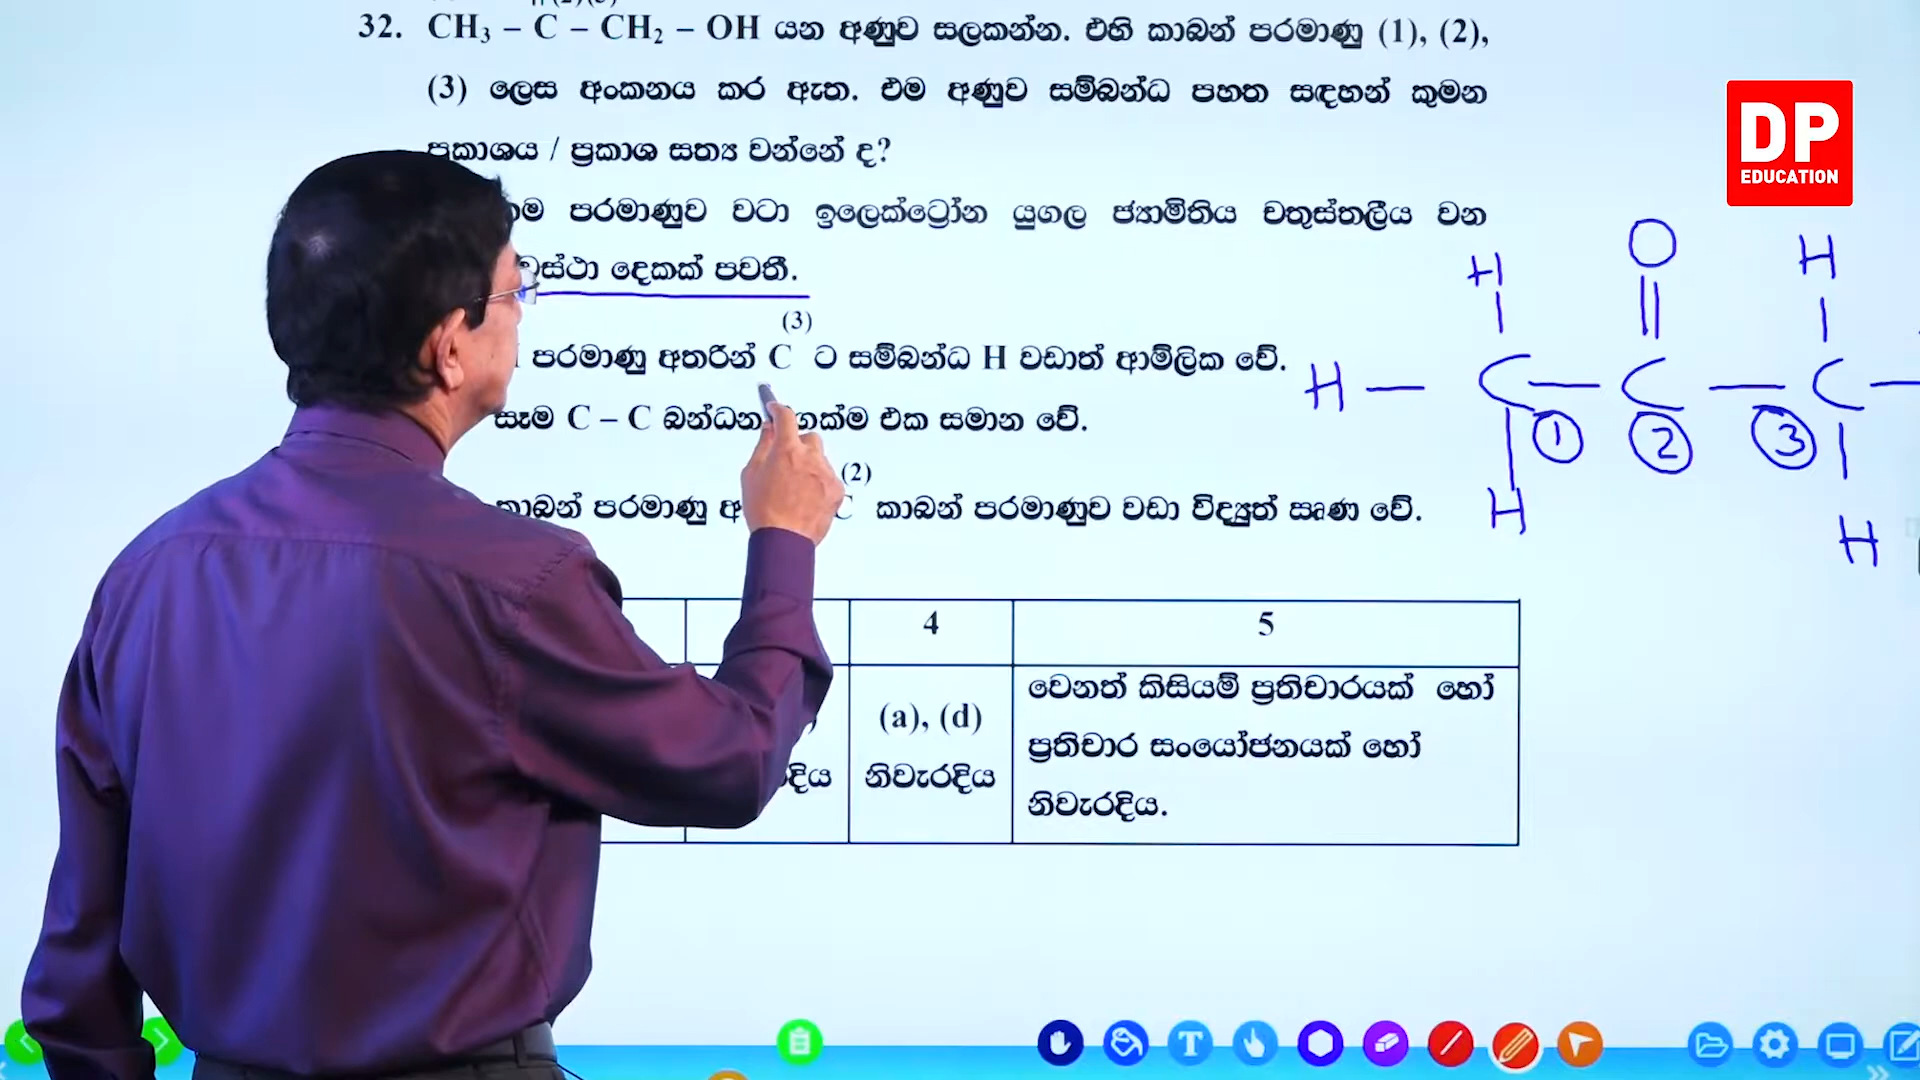 32. CH₃ – C – CH₂ – OH යන අණුව සලකන්න. එහි කාබන් පරමාණු (1), (2),
(3) ලෙස අංකනය කර ඇත. එම අණුව සම්බන්ධ පහත සඳහන් කුමන
ප්‍රකාශය / ප්‍රකාශ සත්‍ය වන්නේ ද?
පරමාණුව වටා ඉලෙක්ට්‍රෝන යුගල ජ්‍යාමිතිය චතුස්තලීය වන
දෙකක් පවතී.
(3)
පරමාණු අතරින් C ට සම්බන්ධ H වඩාත් ආම්ලික වේ.
සෑම C – C බන්ධන එක සමාන වේ.
(2)
කාබන් පරමාණු C කාබන් පරමාණුව වඩා විද්‍යුත් ඍණ වේ.
4 5
(a), (d)
නිවැරදියි
වෙනත් කිසියම් ප්‍රතිචාරයක් හෝ
ප්‍රතිචාර සංයෝජනයක් හෝ
නිවැරදිය.
DP
EDUCATION
H O H
H – C – C – C –
1 2 3
H H